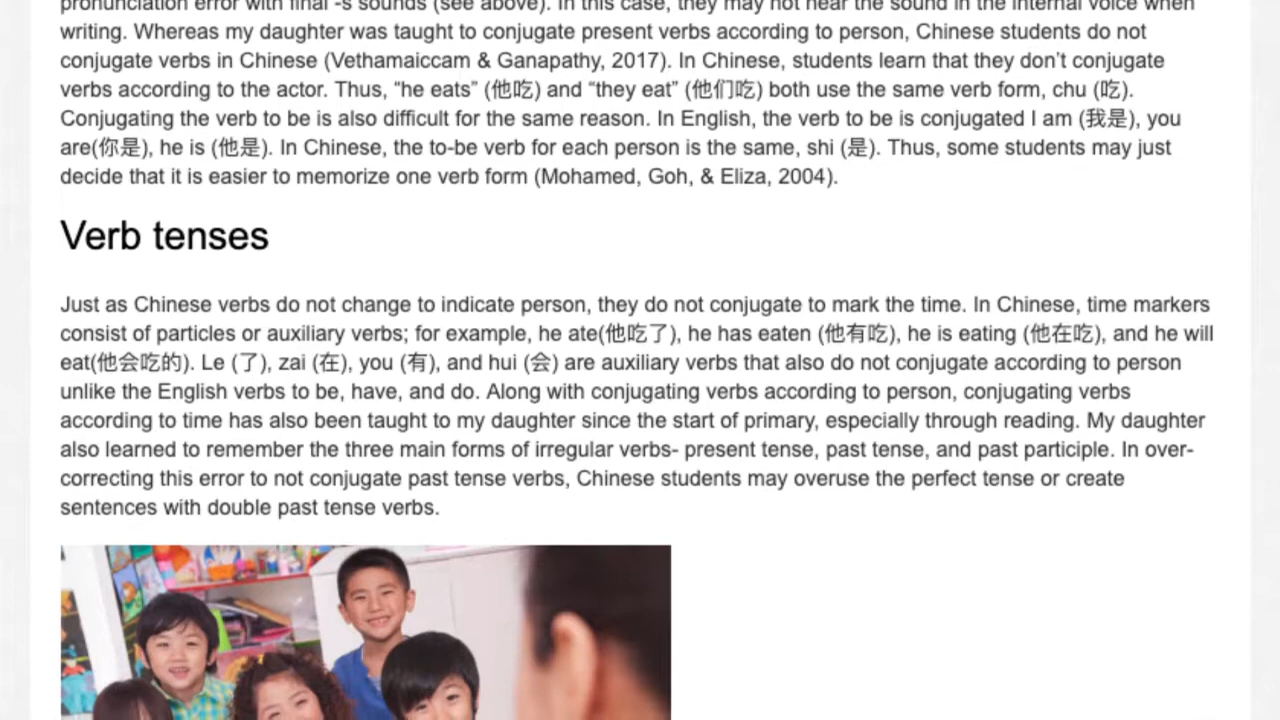 pronunciation error with final -s sounds (see above). In this case, they may not hear the sound in the internal voice when
writing. Whereas my daughter was taught to conjugate present verbs according to person, Chinese students do not
conjugate verbs in Chinese (Vethamaiccam & Ganapathy, 2017). In Chinese, students learn that they don’t conjugate
verbs according to the actor. Thus, “he eats” (他吃) and “they eat” (他们吃) both use the same verb form, chu (吃).
Conjugating the verb to be is also difficult for the same reason. In English, the verb to be is conjugated I am (我是), you
are(你是), he is (他是). In Chinese, the to-be verb for each person is the same, shi (是). Thus, some students may just
decide that it is easier to memorize one verb form (Mohamed, Goh, & Eliza, 2004).
Verb tenses
Just as Chinese verbs do not change to indicate person, they do not conjugate to mark the time. In Chinese, time markers
consist of particles or auxiliary verbs; for example, he ate(他吃了), he has eaten (他有吃), he is eating (他在吃), and he will
eat(他会吃的). Le (了), zai (在), you (有), and hui (会) are auxiliary verbs that also do not conjugate according to person
unlike the English verbs to be, have, and do. Along with conjugating verbs according to person, conjugating verbs
according to time has also been taught to my daughter since the start of primary, especially through reading. My daughter
also learned to remember the three main forms of irregular verbs- present tense, past tense, and past participle. In over-
correcting this error to not conjugate past tense verbs, Chinese students may overuse the perfect tense or create
sentences with double past tense verbs.